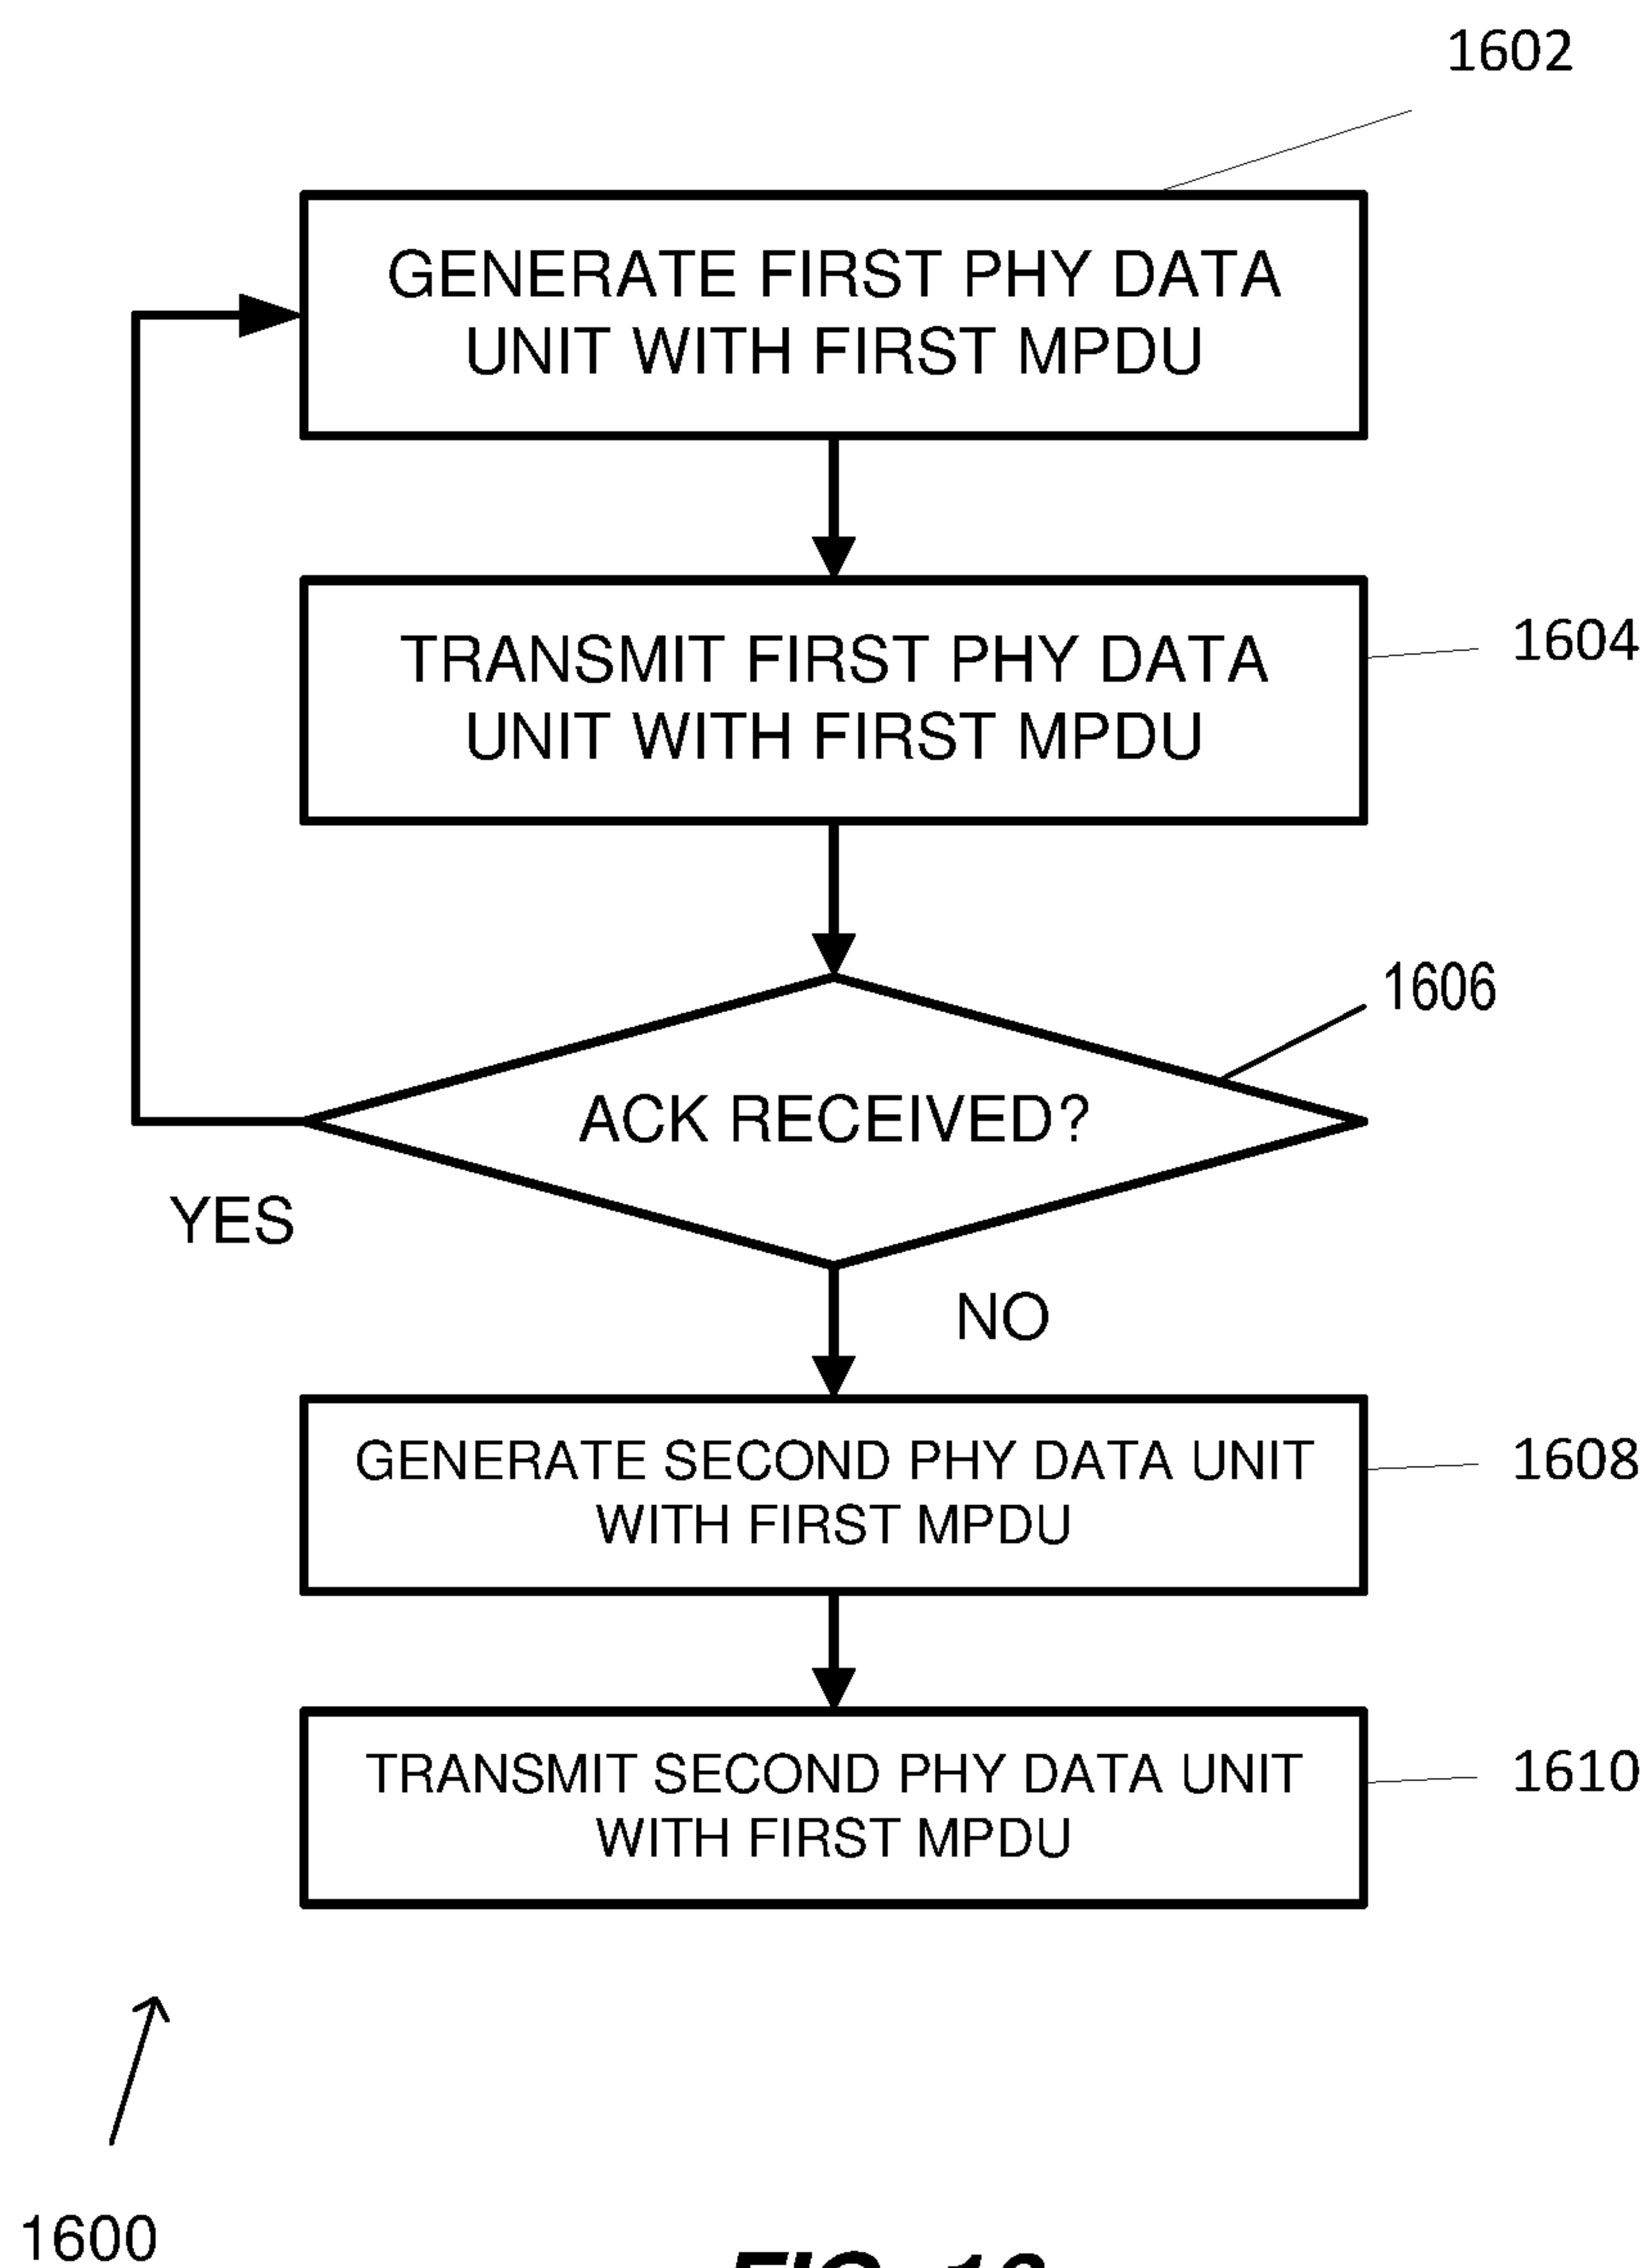 1602
GENERATE FIRST PHY DATA
UNIT WITH FIRST MPDU
TRANSMIT FIRST PHY DATA
UNIT WITH FIRST MPDU
1604
1606
ACK RECEIVED?
YES
NO
GENERATE SECOND PHY DATA UNIT
WITH FIRST MPDU
1608
TRANSMIT SECOND PHY DATA UNIT
WITH FIRST MPDU
1610
1600
FIG. 16